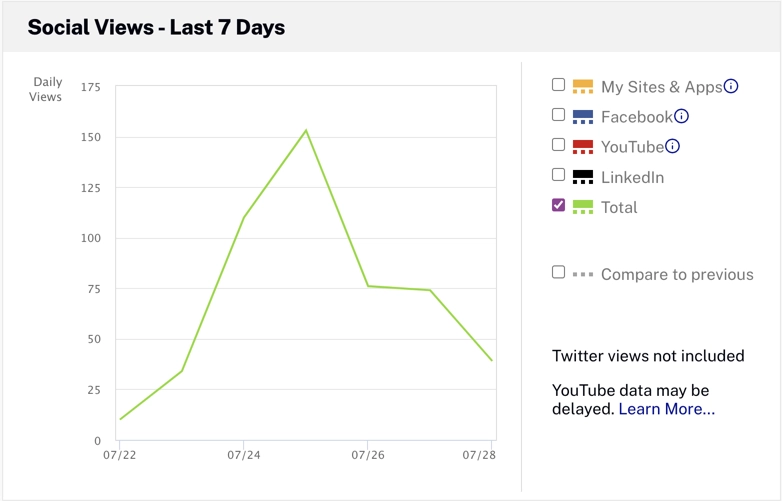 Social Views - Last 7 Days
Daily
Views
175
150
125
100
75
50
25
0
07/22
07/24
07/26
07/28
My Sites & Apps
Facebook
YouTube
LinkedIn
Total
Compare to previous
Twitter views not included
YouTube data may be
delayed. Learn More...